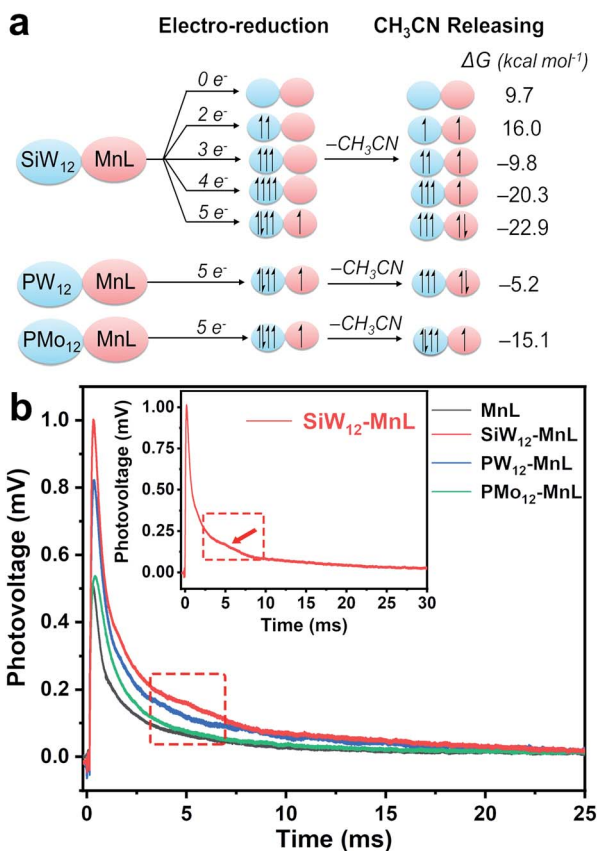 a
Electro-reduction CH₃CN Releasing
ΔG (kcal mol⁻¹)
0 e⁻ 9.7
2 e⁻ 16.0
SiW₁₂ MnL 3 e⁻ –CH₃CN –9.8
4 e⁻ –20.3
5 e⁻ –22.9
PW₁₂ MnL 5 e⁻ –CH₃CN –5.2
PMo₁₂ MnL 5 e⁻ –CH₃CN –15.1
b
Photovoltage (mV)
1.0
0.8
0.6
0.4
0.2
0.0
0 5 10 15 20 25
Time (ms)
Photovoltage (mV)
1.00
0.75
0.50
0.25
0.00
SiW₁₂-MnL
0 5 10 15 20 25 30
Time (ms)
MnL
SiW₁₂-MnL
PW₁₂-MnL
PMo₁₂-MnL